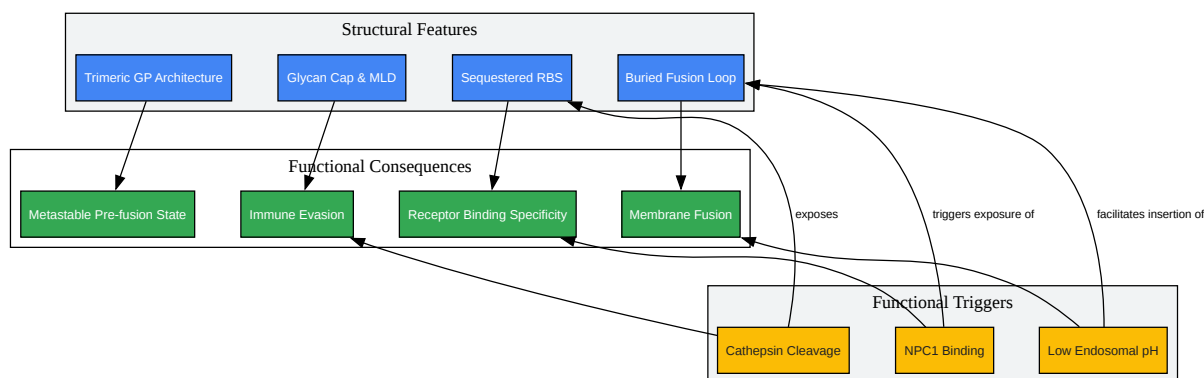 Structural Features
Trimeric GP Architecture
Glycan Cap & MLD
Sequestered RBS
Buried Fusion Loop
Functional Consequences
Metastable Pre-fusion State
Immune Evasion
Receptor Binding Specificity
Membrane Fusion
exposes
triggers exposure of
facilitates insertion of
Functional Triggers
Cathepsin Cleavage
NPC1 Binding
Low Endosomal pH